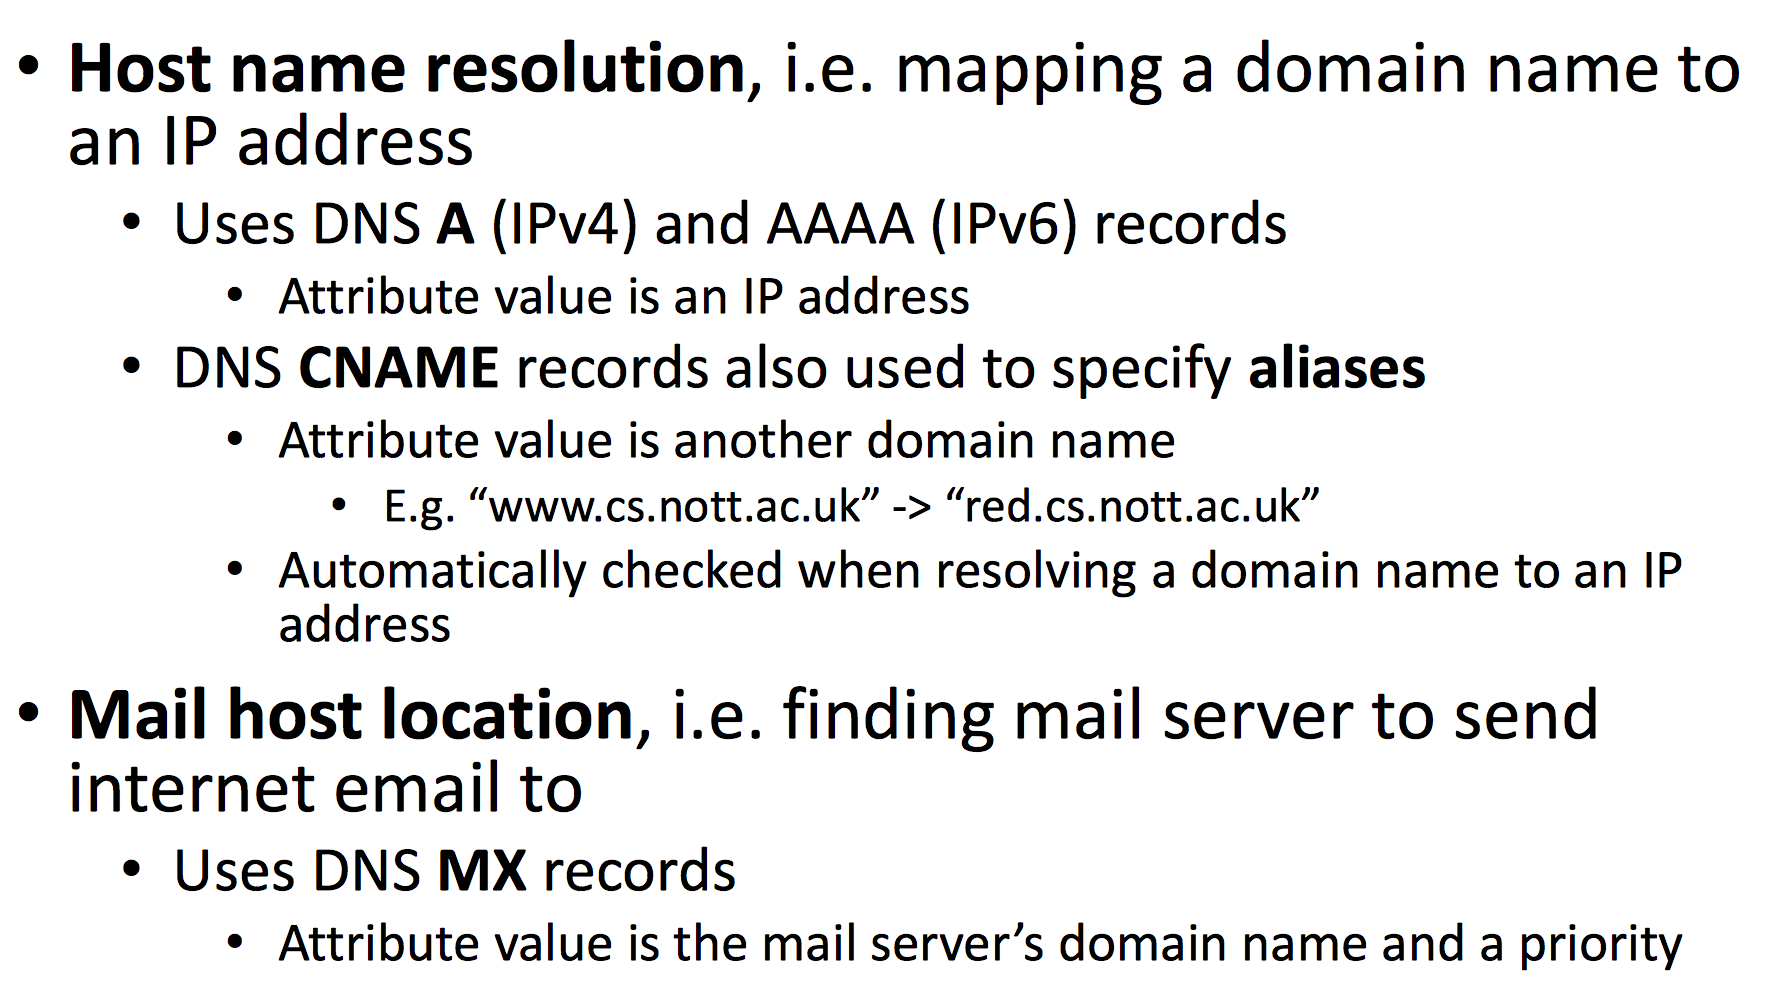 • Host name resolution, i.e. mapping a domain name to
an IP address
• Uses DNS A (IPv4) and AAAA (IPv6) records
• Attribute value is an IP address
• DNS CNAME records also used to specify aliases
• Attribute value is another domain name
• E.g. “www.cs.nott.ac.uk” -> “red.cs.nott.ac.uk”
• Automatically checked when resolving a domain name to an IP
address
• Mail host location, i.e. finding mail server to send
internet email to
• Uses DNS MX records
• Attribute value is the mail server’s domain name and a priority